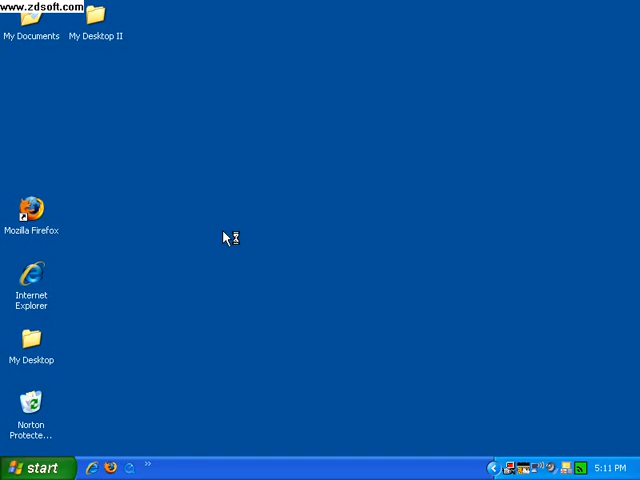 www.zdsoft.com
My Documents
My Desktop II
Mozilla Firefox
Internet
Explorer
My Desktop
Norton
Protecte...
start
5:11 PM